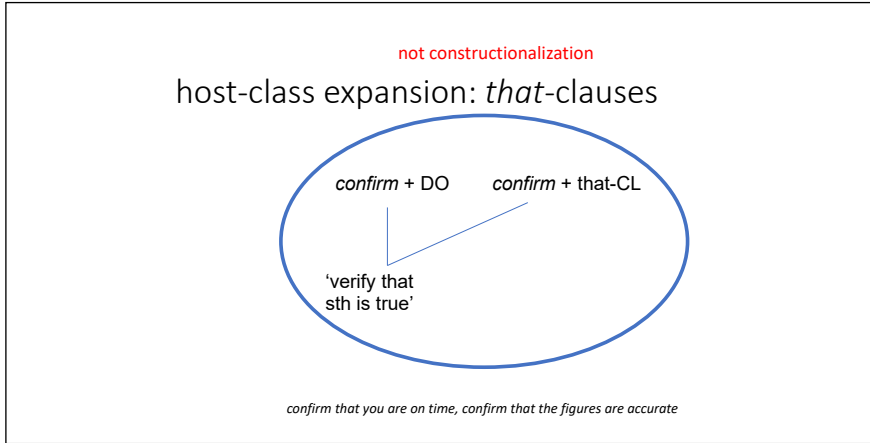 not constructionalization
host-class expansion: that-clauses
confirm + DO
confirm + that-CL
‘verify that
sth is true’
confirm that you are on time, confirm that the figures are accurate